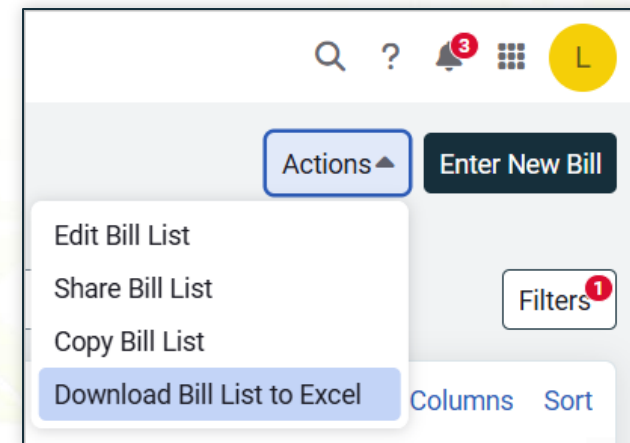 ? 3 L
Actions Enter New Bill
Edit Bill List
Share Bill List
Filters 1
Copy Bill List
Download Bill List to Excel
Columns Sort